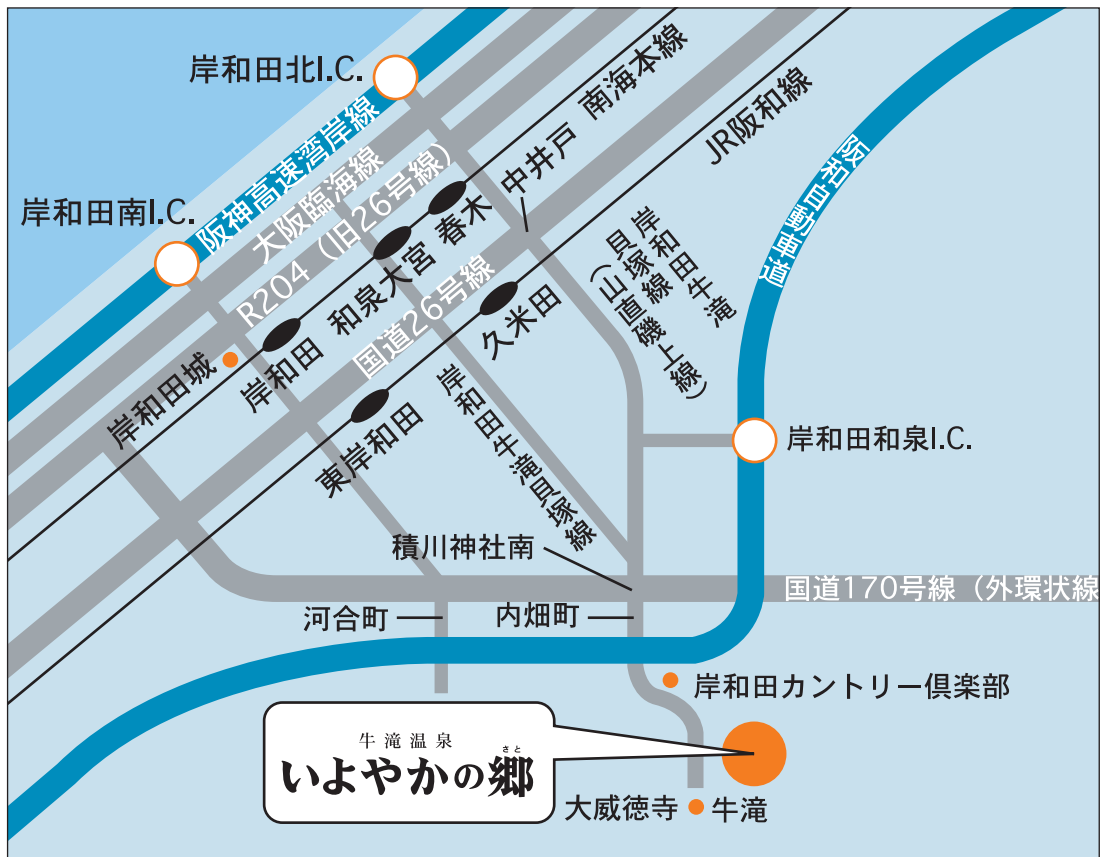 岸和田北I.C.
岸和田南I.C.
阪神高速湾岸線
大阪臨海線
R204（旧26号線）
南海本線
JR阪和線
阪和自動車道
中井戸
春木
和泉大宮
岸和田
岸和田城
国道26号線
久米田
東岸和田
岸和田牛滝
貝塚線
（山直磯上線）
岸和田牛滝貝塚線
岸和田和泉I.C.
積川神社南
国道170号線（外環状線
河合町
内畑町
岸和田カントリー倶楽部
牛滝温泉
さと
いよやかの郷
大威徳寺
牛滝